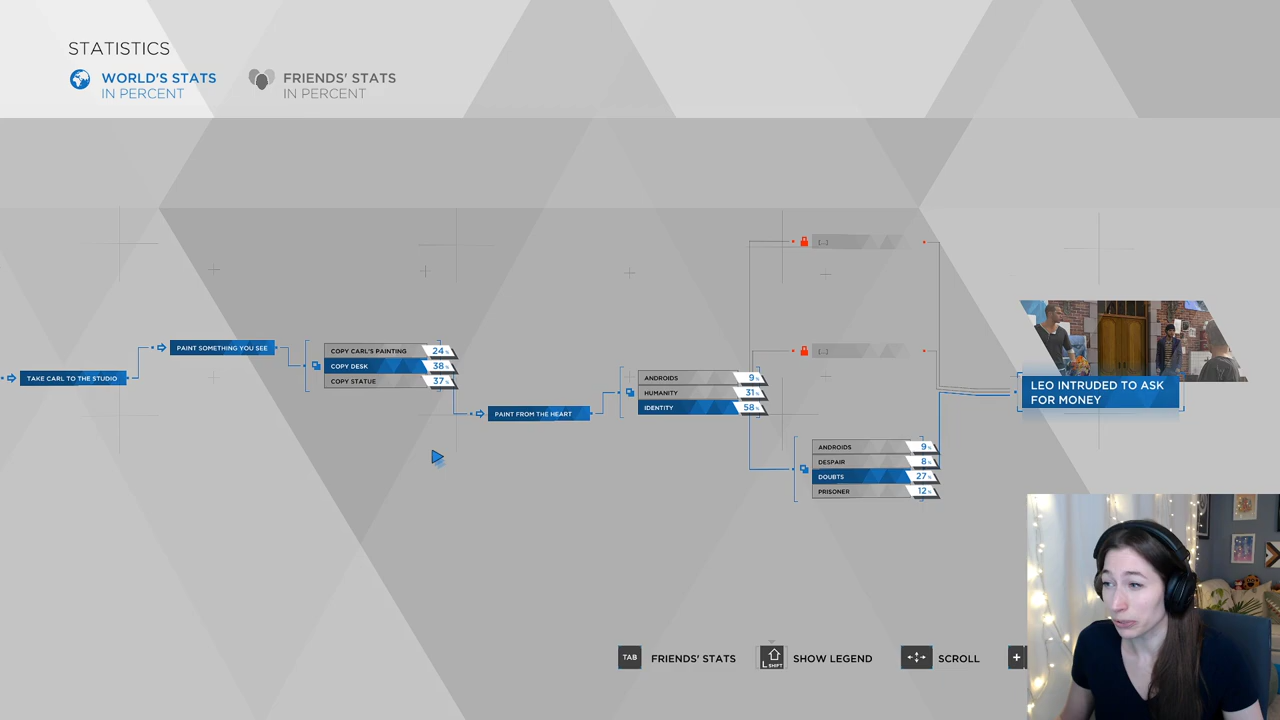 STATISTICS
WORLD'S STATS
IN PERCENT
FRIENDS' STATS
IN PERCENT
TAKE CARL TO THE STUDIO
PAINT SOMETHING YOU SEE
COPY CARL'S PAINTING 24%
COPY DESK 38%
COPY STATUE 37%
PAINT FROM THE HEART
ANDROIDS 9%
HUMANITY 31%
IDENTITY 58%
[...]
[...]
ANDROIDS 9%
DESPAIR 8%
DOUBTS 27%
PRISONER 12%
LEO INTRUDED TO ASK
FOR MONEY
TAB FRIENDS' STATS
L SHIFT SHOW LEGEND
SCROLL
+